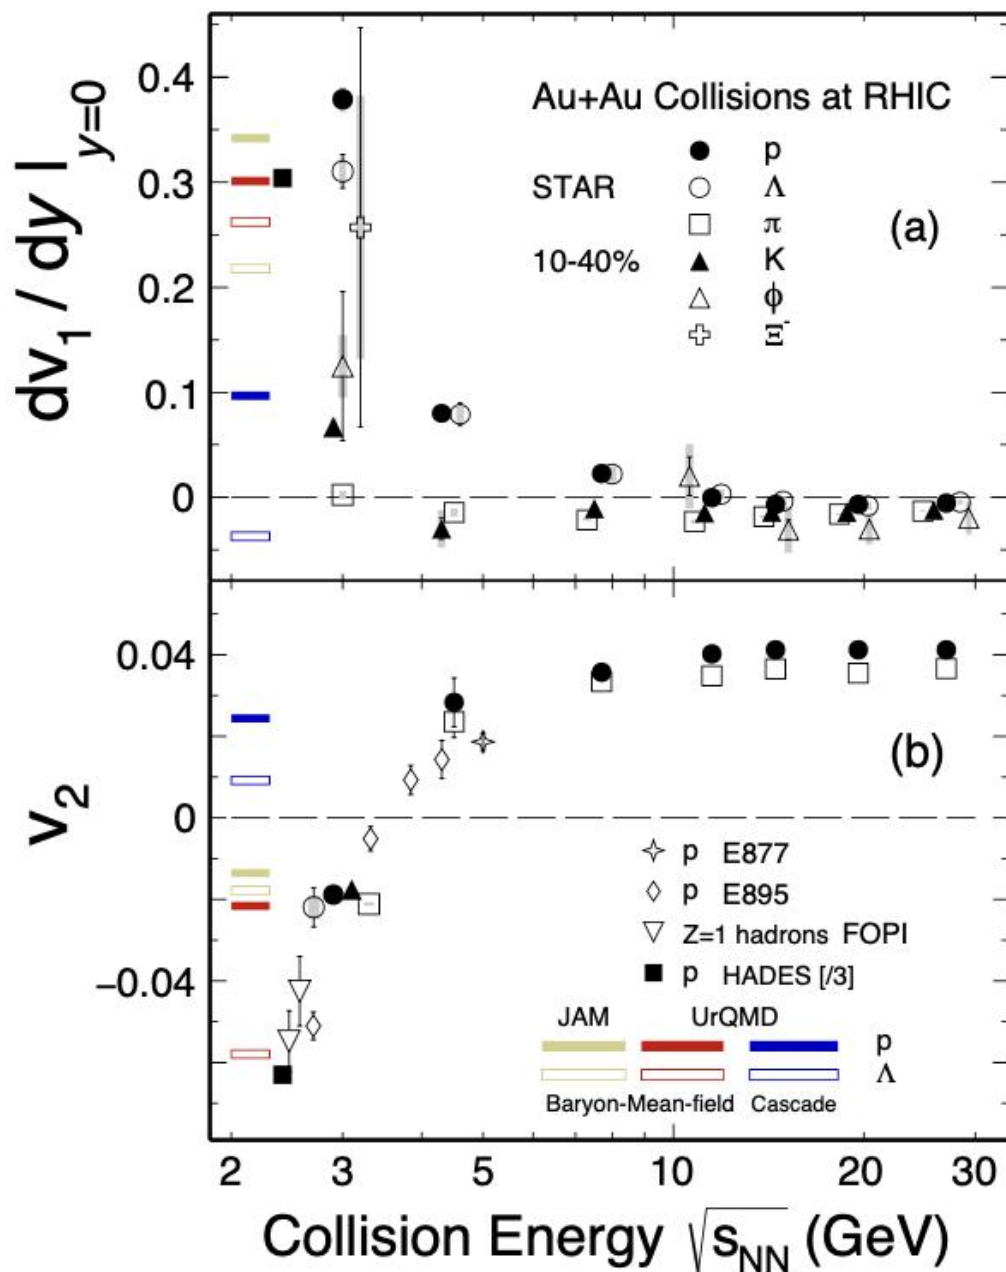 dv1 / dy | y=0
0.4
0.3
0.2
0.1
0
Au+Au Collisions at RHIC
p
STAR Λ
π
10-40% K
ϕ
Ξ-
(a)
v2
0.04
0
−0.04
(b)
p E877
p E895
Z=1 hadrons FOPI
p HADES [/3]
JAM UrQMD
p
Λ
Baryon-Mean-field Cascade
2 3 5 10 20 30
Collision Energy √sNN (GeV)